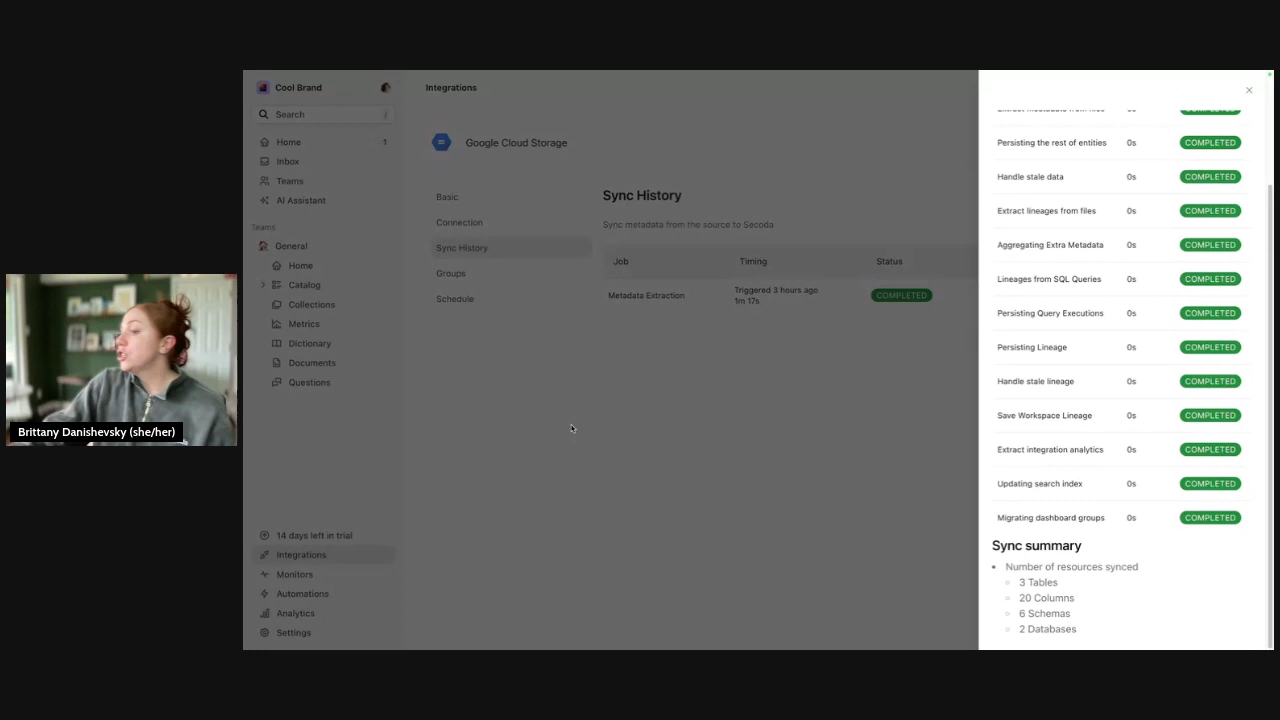 Cool Brand
Search
/
Home
1
Inbox
Teams
AI Assistant
Teams
General
Home
Catalog
Collections
Metrics
Dictionary
Documents
Questions
14 days left in trial
Integrations
Monitors
Automations
Analytics
Settings
Integrations
Google Cloud Storage
Basic
Connection
Sync History
Groups
Schedule
Sync History
Sync metadata from the source to Secoda
Job Timing Status
Metadata Extraction Triggered 3 hours ago COMPLETED
1m 17s
Persisting the rest of entities 0s COMPLETED
Handle stale data 0s COMPLETED
Extract lineages from files 0s COMPLETED
Aggregating Extra Metadata 0s COMPLETED
Lineages from SQL Queries 0s COMPLETED
Persisting Query Executions 0s COMPLETED
Persisting Lineage 0s COMPLETED
Handle stale lineage 0s COMPLETED
Save Workspace Lineage 0s COMPLETED
Extract integration analytics 0s COMPLETED
Updating search index 0s COMPLETED
Migrating dashboard groups 0s COMPLETED
Sync summary
Number of resources synced
3 Tables
20 Columns
6 Schemas
2 Databases
Brittany Danishevsky (she/her)